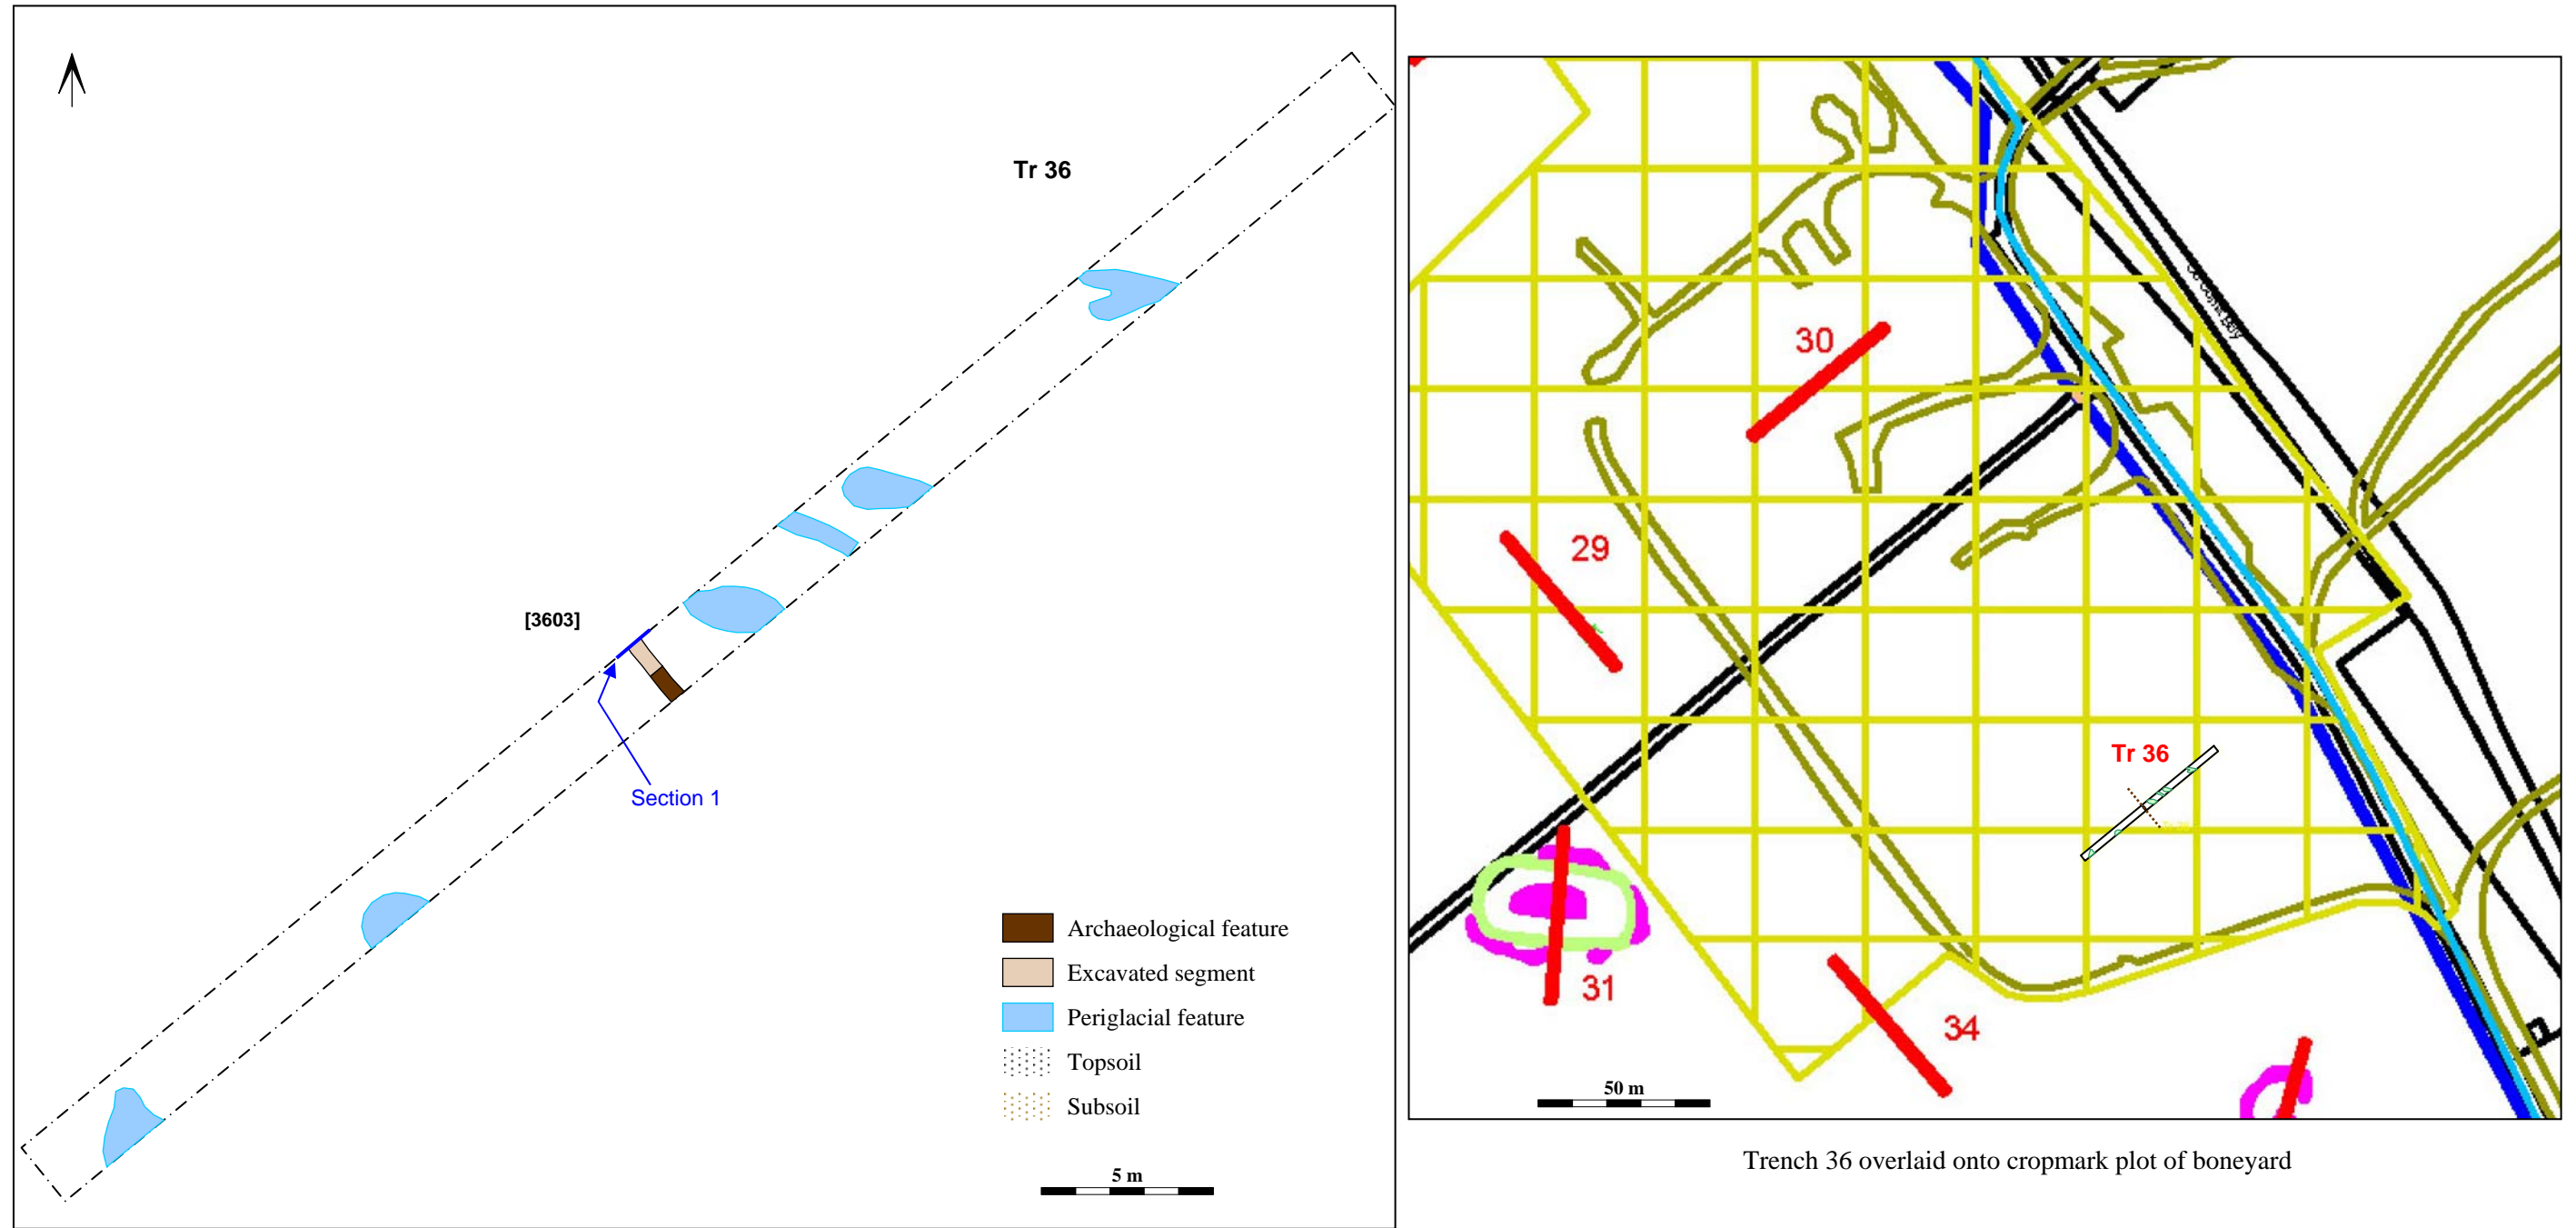 Tr 36
[3603]
Section 1
Archaeological feature
Excavated segment
Periglacial feature
Topsoil
Subsoil
5 m
30
29
Tr 36
31
34
50 m
Trench 36 overlaid onto cropmark plot of boneyard